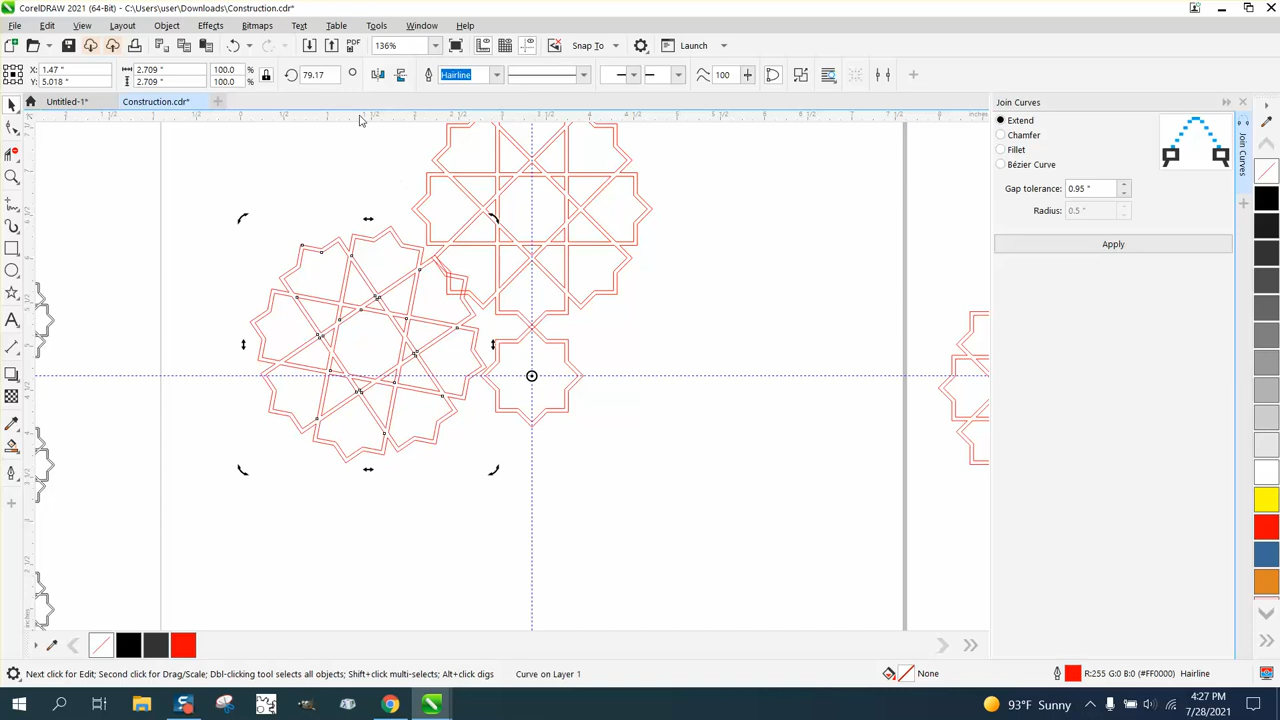 CorelDRAW 2021 (64-Bit) - C:\Users\user\Downloads\Construction.cdr*
File Edit View Layout Object Effects Bitmaps Text Table Tools Window Help
136% Snap To Launch
PDF
X: 1.47 " 2.709 " 100.0 % 79.17 Hairline 100
Y: 5.018 " 2.709 " 100.0 %
Untitled-1* Construction.cdr*
inches
Join Curves
Extend
Chamfer
Fillet
Bézier Curve
Gap tolerance: 0.95 "
Radius: 0.5 "
Apply
Join Curves
inches
Next click for Edit; Second click for Drag/Scale; Dbl-clicking tool selects all objects; Shift+click multi-selects; Alt+click digs Curve on Layer 1 None R:255 G:0 B:0 (#FF0000) Hairline
93°F Sunny 4:27 PM
7/28/2021